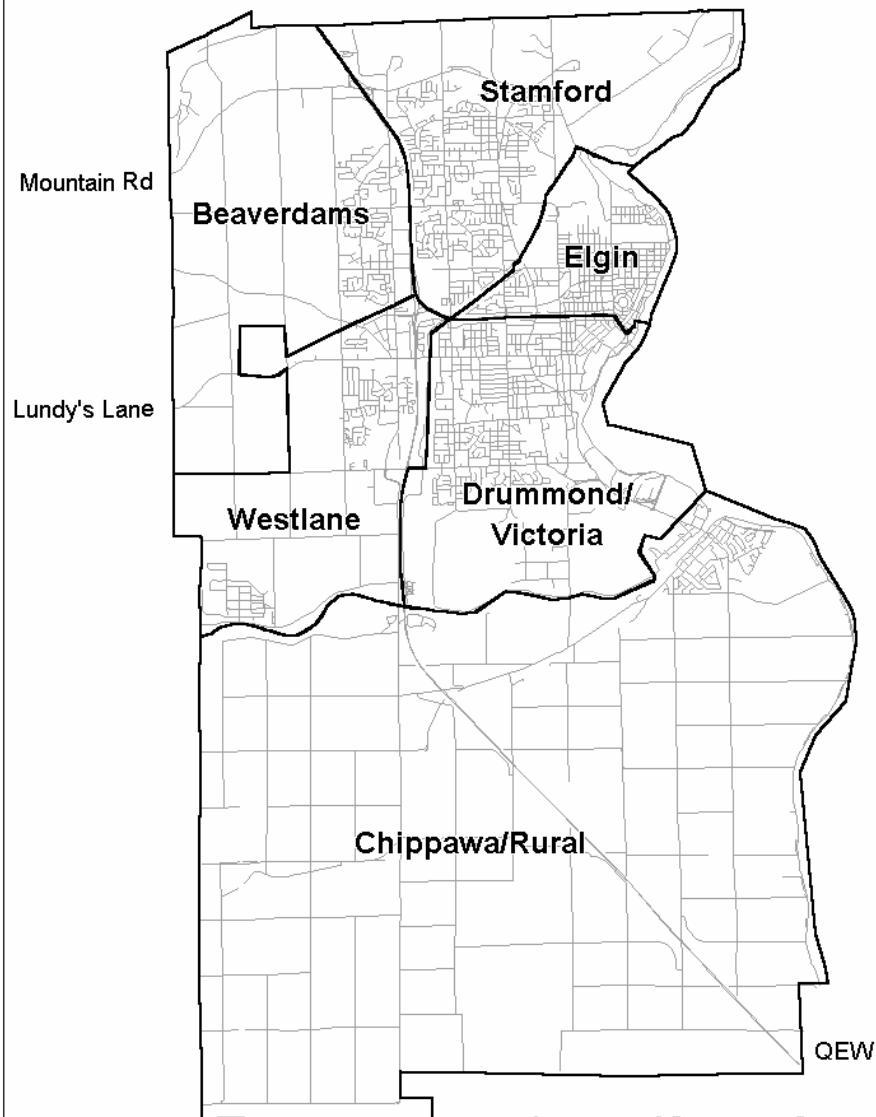 Stamford
Mountain Rd
Beaverdams
Elgin
Lundy's Lane
Drummond/
Victoria
Westlane
Chippawa/Rural
QEW